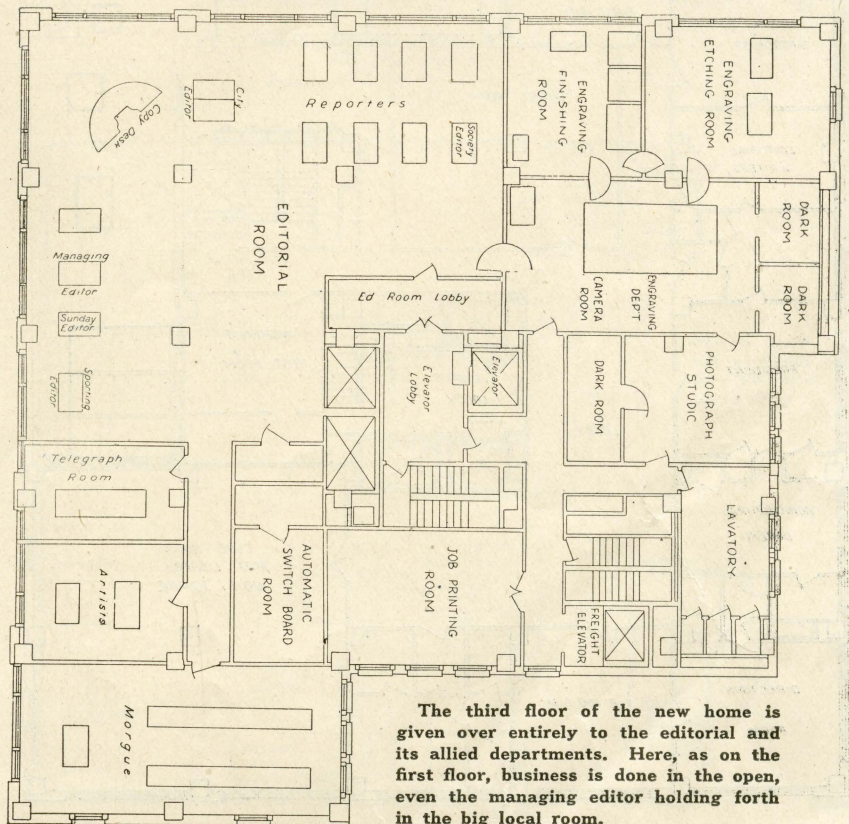 Copy Desk
City
Editor
Reporters
Society
Editor
ENGRAVING
FINISHING
ROOM
ENGRAVING
ETCHING ROOM
DARK
ROOM
DARK
ROOM
EDITORIAL
ROOM
Managing
Editor
Sunday
Editor
Sporting
Editor
Ed Room Lobby
ENGRAVING
DEPT
CAMERA
ROOM
Elevator
Lobby
Elevator
DARK ROOM
PHOTOGRAPH
STUDIO
Telegraph
Room
LAVATORY
Artists
AUTOMATIC
SWITCH BOARD
ROOM
JOB PRINTING
ROOM
FREIGHT
ELEVATOR
Morgue
The third floor of the new home is
given over entirely to the editorial and
its allied departments. Here, as on the
first floor, business is done in the open,
even the managing editor holding forth
in the big local room.